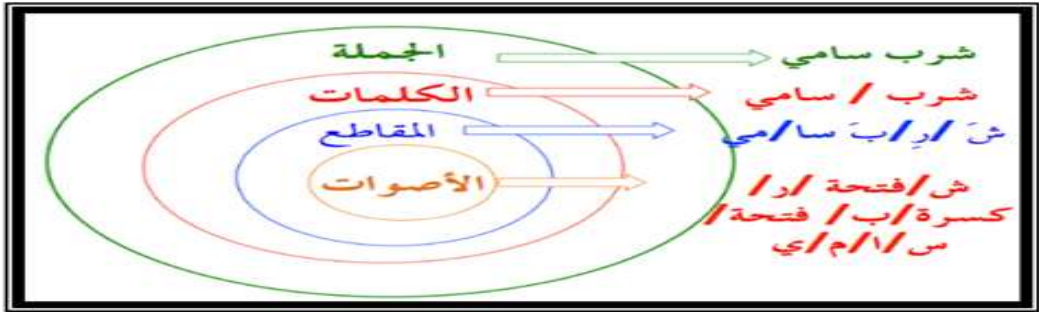 الجملة
شرب سامي
الكلمات
شرب / سامي
المقاطع
شَ /رِ/بَ سا/مي
الأصوات
ش/فتحة /ر/
كسرة/ب/ فتحة/
س/ا/م/ي